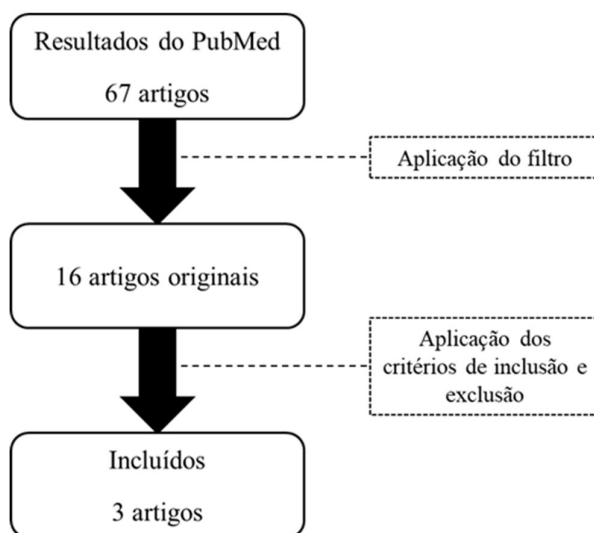 Resultados do PubMed
67 artigos
Aplicação do filtro
16 artigos originais
Aplicação dos
critérios de inclusão e
exclusão
Incluídos
3 artigos